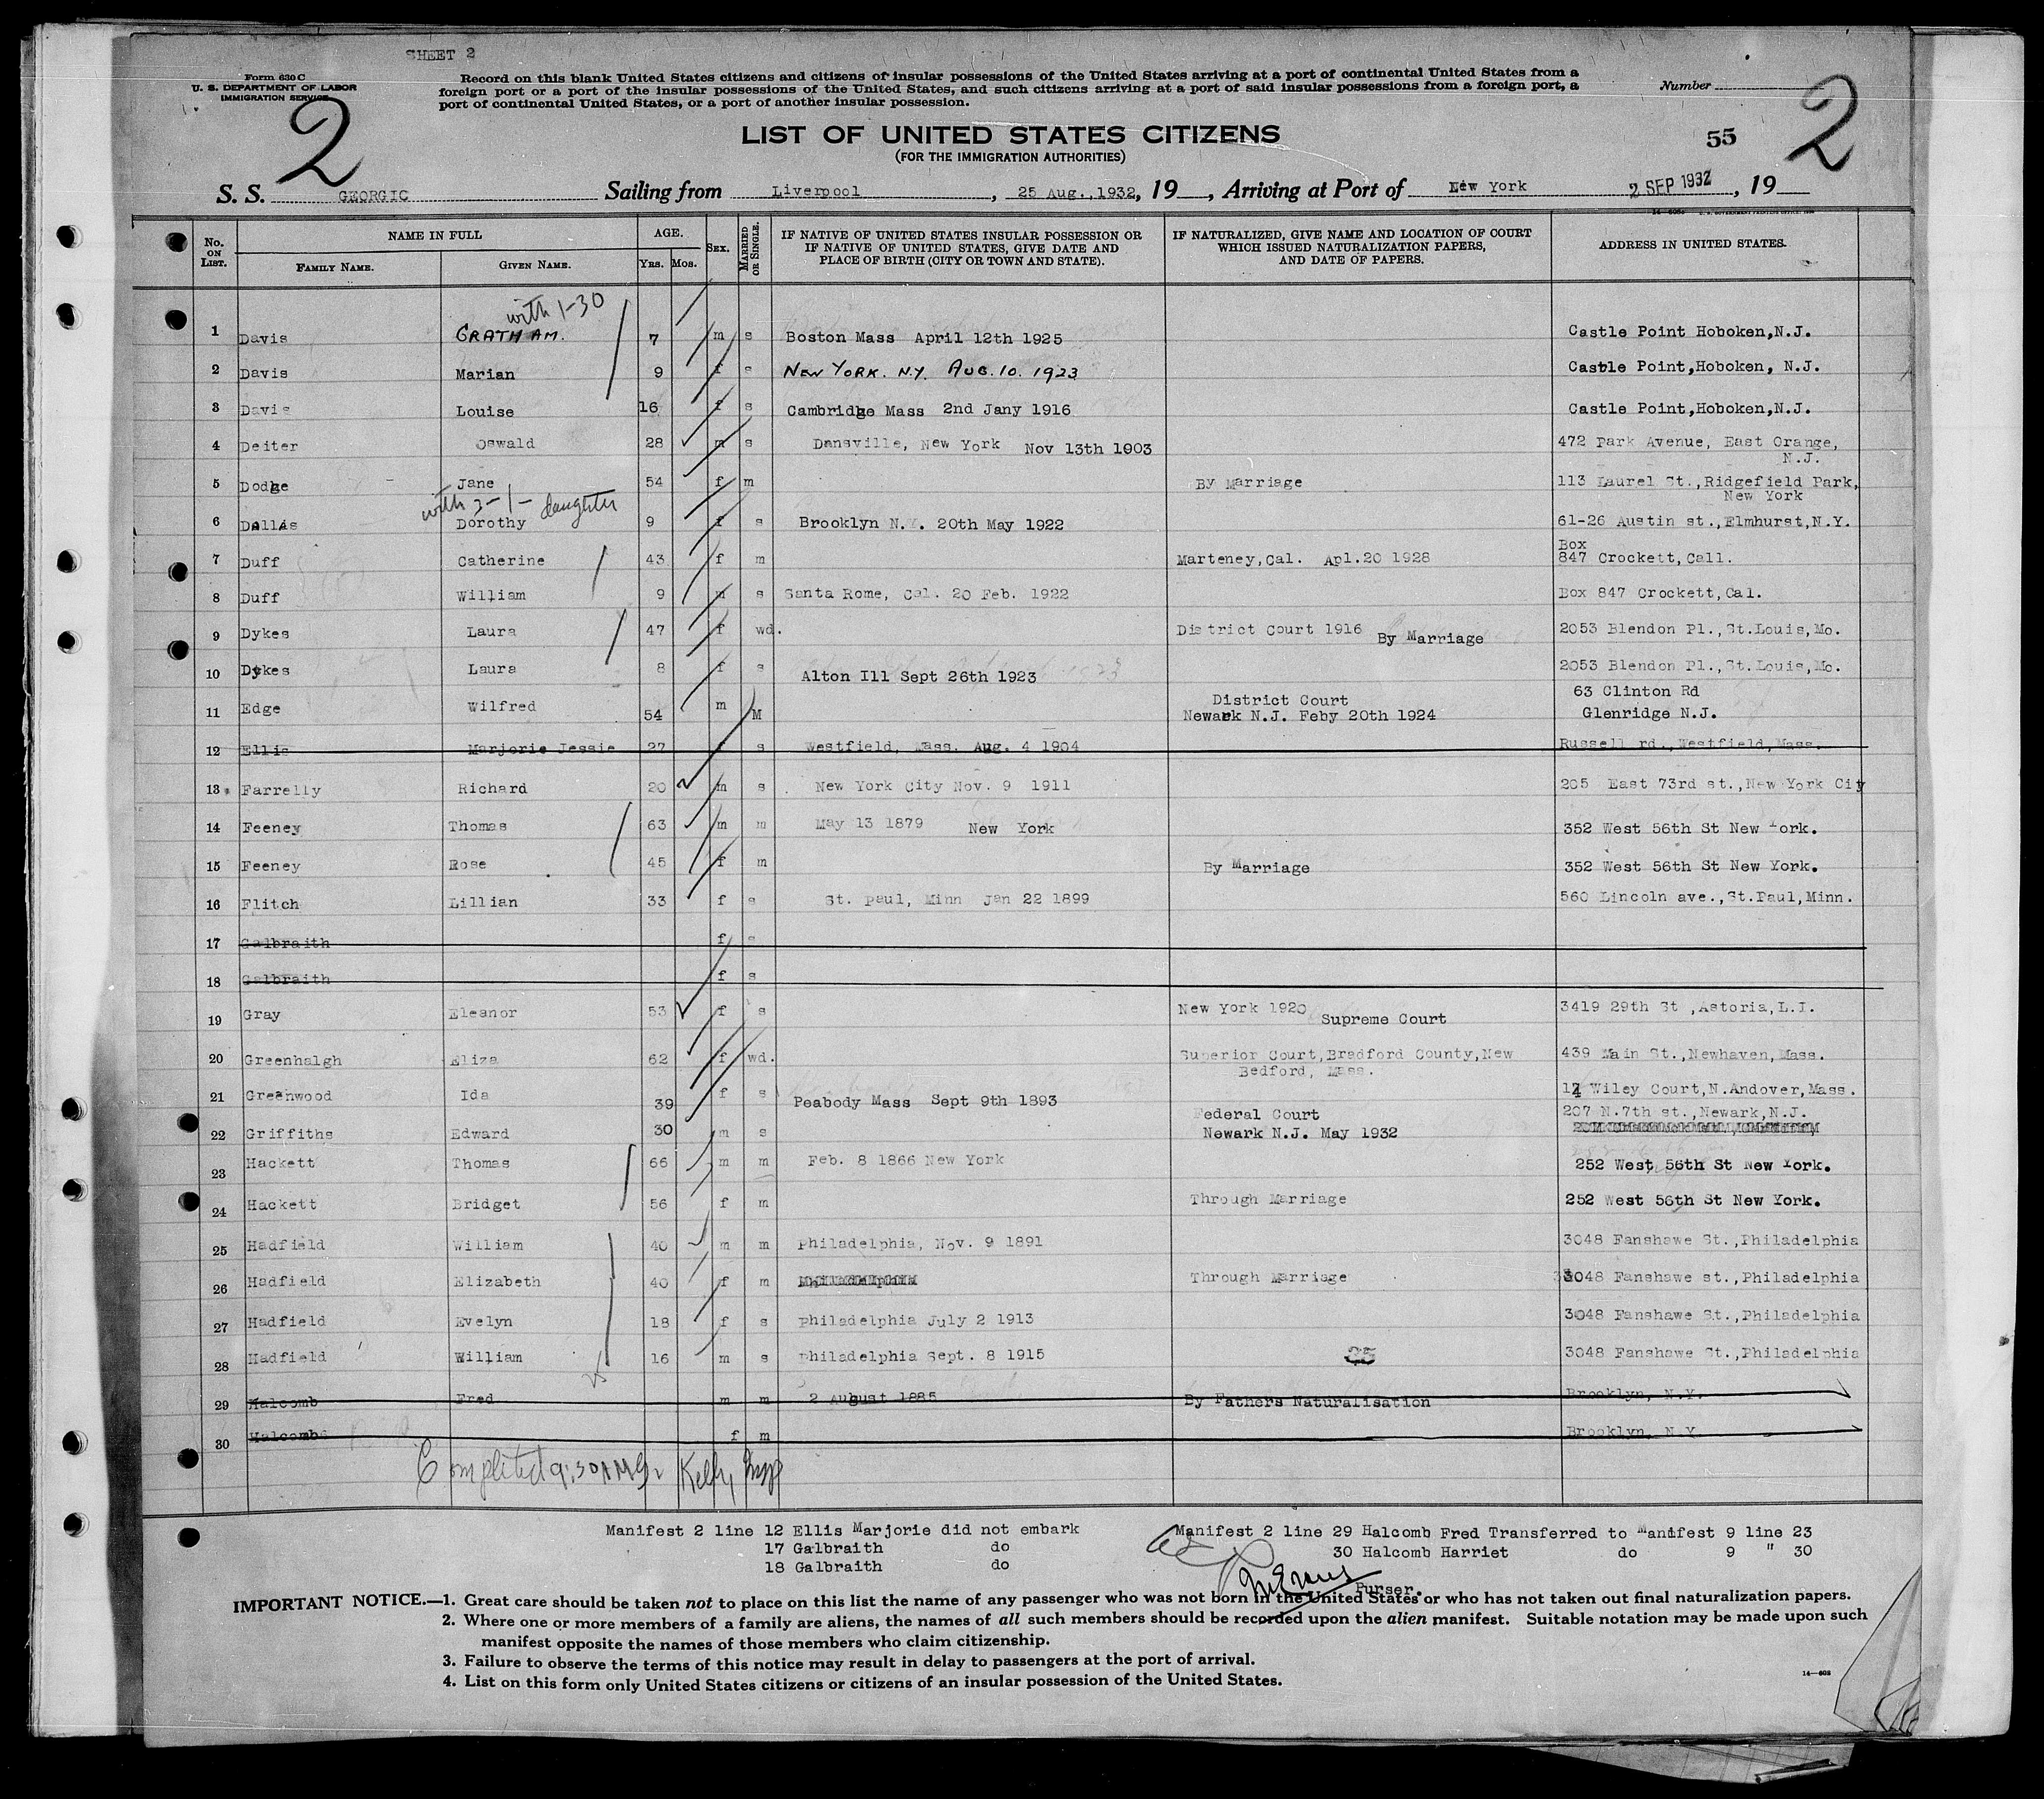 SHEET 2
Form 630 C
U. S. DEPARTMENT OF LABOR
IMMIGRATION SERVICE
Record on this blank United States citizens and citizens of insular possessions of the United States arriving at a port of continental United States from a
foreign port or a port of the insular possessions of the United States, and such citizens arriving at a port of said insular possessions from a foreign port, a
port of continental United States, or a port of another insular possession.
Number
2
LIST OF UNITED STATES CITIZENS
(FOR THE IMMIGRATION AUTHORITIES)
55
2
S. S. GEORGIC Sailing from Liverpool, 25 Aug., 1932, 19 , Arriving at Port of New York 2 SEP 1932, 19
No. ON LIST.
NAME IN FULL
FAMILY NAME. GIVEN NAME.
AGE.
Yrs. Mos.
SEX.
MARRIED OR SINGLE.
IF NATIVE OF UNITED STATES INSULAR POSSESSION OR
IF NATIVE OF UNITED STATES, GIVE DATE AND
PLACE OF BIRTH (CITY OR TOWN AND STATE).
IF NATURALIZED, GIVE NAME AND LOCATION OF COURT
WHICH ISSUED NATURALIZATION PAPERS,
AND DATE OF PAPERS.
ADDRESS IN UNITED STATES.
with 1-30
1 Davis GRATHAM. 7 m s Boston Mass April 12th 1925 Castle Point Hoboken,N.J.
2 Davis Marian 9 f s NEW YORK. N.Y. AUG. 10. 1923 Castle Point,Hoboken, N.J.
3 Davis Louise 16 f s Cambridge Mass 2nd Jany 1916 Castle Point,Hoboken,N.J.
4 Deiter Oswald 28 m s Dansville, New York Nov 13th 1903 472 park Avenue, East Orange,
N.J.
5 Dodge Jane 54 f m By Marriage 113 Laurel St.,Ridgefield Park,
New York
with 3-1- daughter
6 Dallas Dorothy 9 f s Brooklyn N.Y. 20th May 1922 61-26 Austin st.,Elmhurst,N.Y.
Box
7 Duff Catherine 43 f m Marteney,Cal. Apl.20 1928 847 Crockett,Call.
8 Duff William 9 m s Santa Rome, Cal. 20 Feb. 1922 Box 847 Crockett,Cal.
9 Dykes Laura 47 f wd. District Court 1916 By Marriage 2053 Blendon Pl.,St.Louis,Mo.
10 Dykes Laura 8 f s Alton Ill Sept 26th 1923 2053 Blendon Pl.,St.Louis,Mo.
11 Edge Wilfred 54 m M District Court 63 Clinton Rd
Newark N.J. Feby 20th 1924 Glenridge N.J.
12 Ellis Marjorie Jessie 27 f s Westfield, Mass. Aug. 4 1904 Russell rd.,Westfield,Mass.
13 Farrelly Richard 20 m s New York City Nov. 9 1911 205 East 73rd st.,New York City
14 Feeney Thomas 63 m m May 13 1879 New York 352 West 56th St New York.
15 Feeney Rose 45 f m By Marriage 352 West 56th St New York.
16 Flitch Lillian 33 f s St. paul, Minn Jan 22 1899 560 Lincoln ave.,St.Paul,Minn.
17 Galbraith f s
18 Galbraith f s
19 Gray Eleanor 53 f s New York 1920 Supreme Court 3419 29th St ,Astoria,L.I.
20 Greenhalgh Eliza 62 f wd. Superior Court,Bradford County,New 439 Main St.,Newhaven,Mass.
Bedford, Mass.
21 Greenwood Ida 39 f s Peabody Mass Sept 9th 1893 Wiley Court,N.Andover,Mass.
Federal Court 207 N.7th st.,Newark,N.J.
22 Griffiths Edward 30 m s Newark N.J. May 1932
23 Hackett Thomas 66 m m Feb. 8 1866 New York 252 West 56th St New York.
24 Hackett Bridget 56 f m Through Marriage 252 West 56th St New York.
25 Hadfield William 40 m m Philadelphia, Nov. 9 1891 3048 Fanshawe St.,Philadelphia
26 Hadfield Elizabeth 40 f m Through Marriage 3048 Fanshawe st.,Philadelphia
27 Hadfield Evelyn 18 f s Philadelphia July 2 1913 3048 Fanshawe St.,Philadelphia
28 Hadfield William 16 m s Philadelphia Sept. 8 1915 25 3048 Fanshawe St.,Philadelphia
29 Halcomb Fred m m 2 August 1885 By Fathers Naturalisation Brooklyn, N.Y.
30 Halcomb f m Brooklyn, N.Y.
Completed 9:30 AM Kelly Insp
Manifest 2 line 12 Ellis Marjorie did not embark
17 Galbraith do
18 Galbraith do
Manifest 2 line 29 Halcomb Fred Transferred to Manifest 9 line 23
30 Halcomb Harriet do 9 " 30
Purser.
IMPORTANT NOTICE.—1. Great care should be taken not to place on this list the name of any passenger who was not born in the United States or who has not taken out final naturalization papers.
2. Where one or more members of a family are aliens, the names of all such members should be recorded upon the alien manifest. Suitable notation may be made upon such
manifest opposite the names of those members who claim citizenship.
3. Failure to observe the terms of this notice may result in delay to passengers at the port of arrival.
4. List on this form only United States citizens or citizens of an insular possession of the United States.
14—602